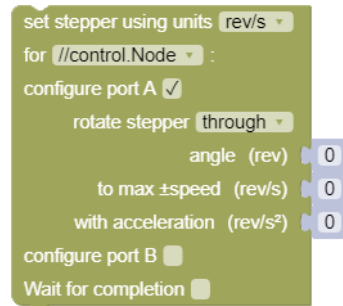 set stepper using units rev/s
for //control.Node :
configure port A ✓
rotate stepper through
angle (rev) 0
to max ±speed (rev/s) 0
with acceleration (rev/s²) 0
configure port B
Wait for completion